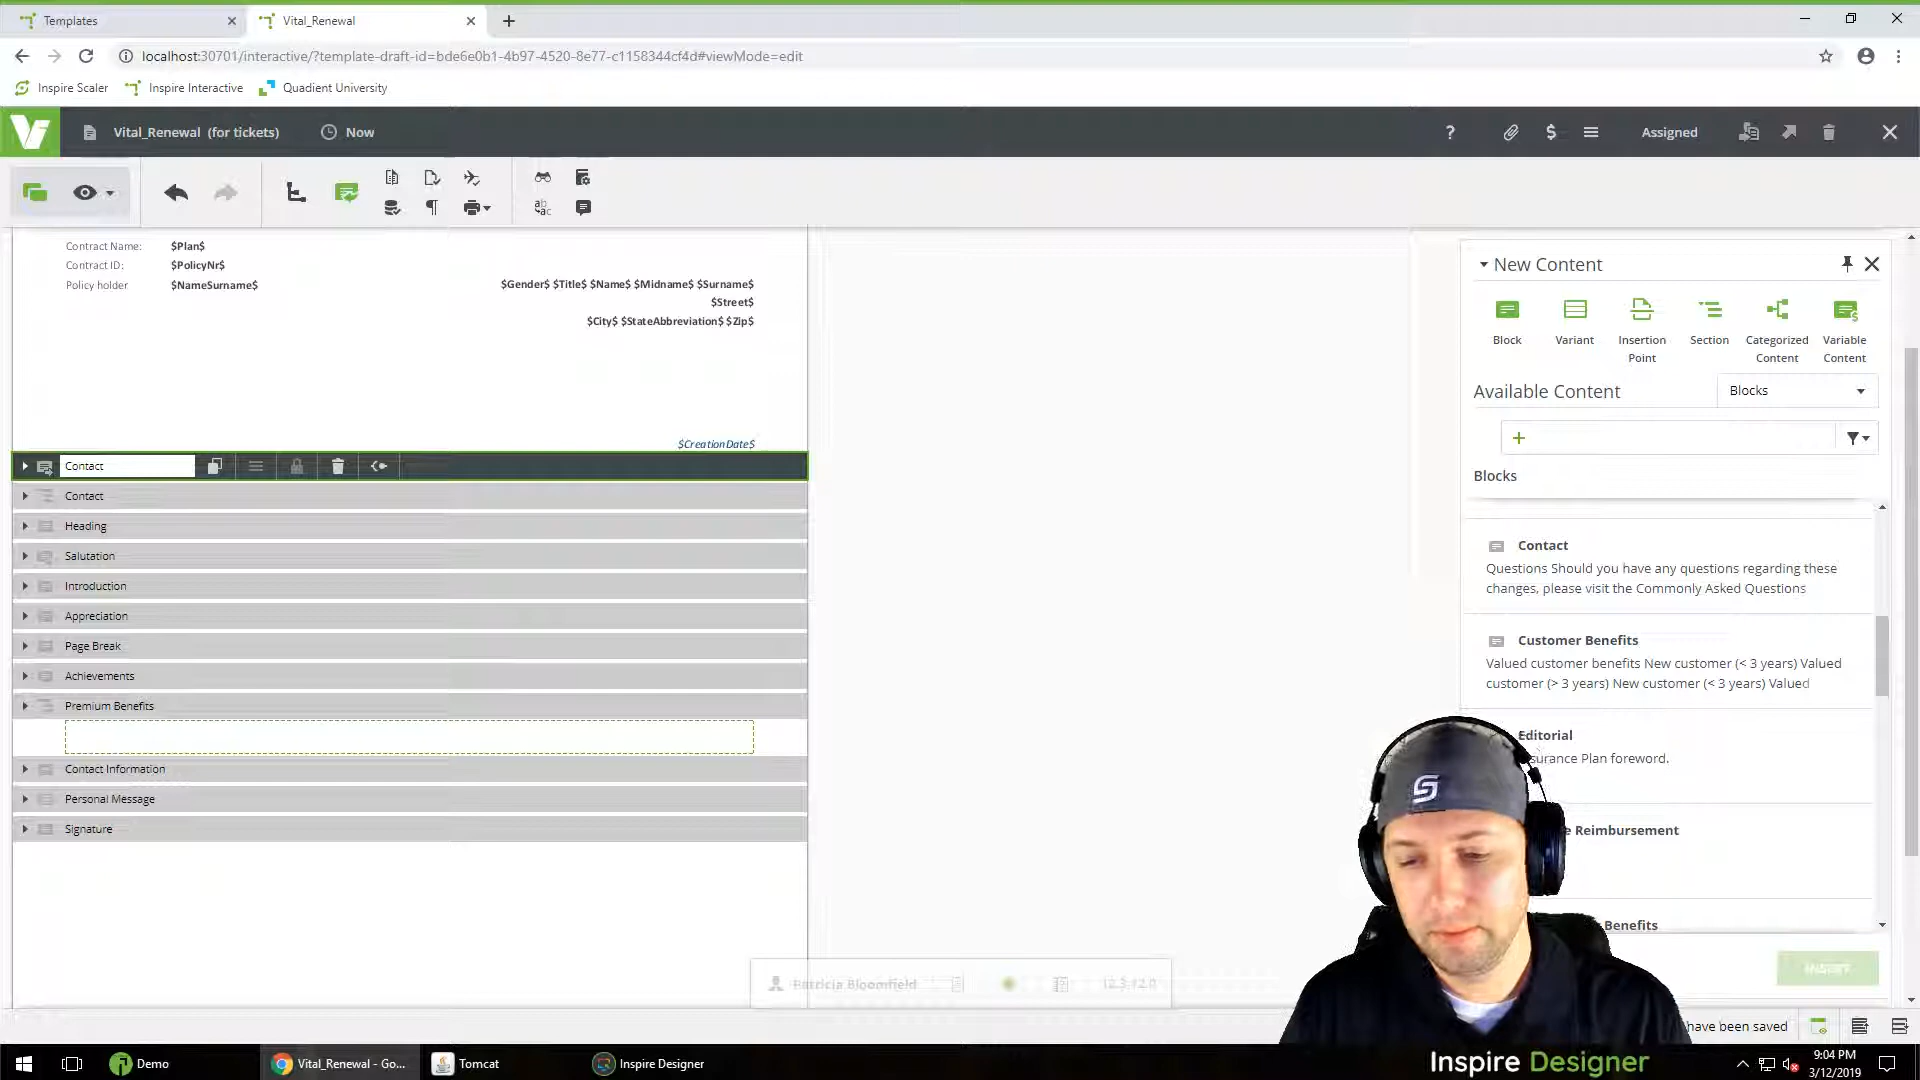 Templates
Vital_Renewal
localhost:30701/interactive/?template-draft-id=bde6e0b1-4b97-4520-8e77-c1158344cf4d#viewMode=edit
Inspire Scaler
Inspire Interactive
Quadient University
Vital_Renewal (for tickets)
Now
?
Assigned
Contract Name: $Plan$
Contract ID: $PolicyNr$
Policy holder $NameSurname$
$Gender$ $Title$ $Name$ $Midname$ $Surname$
$Street$
$City$ $StateAbbreviation$ $Zip$
$CreationDate$
Contact
Contact
Heading
Salutation
Introduction
Appreciation
Page Break
Achievements
Premium Benefits
Contact Information
Personal Message
Signature
New Content
Block
Variant
Insertion Point
Section
Categorized Content
Variable Content
Available Content
Blocks
Blocks
Contact
Questions Should you have any questions regarding these
changes, please visit the Commonly Asked Questions
Customer Benefits
Valued customer benefits New customer (< 3 years) Valued
customer (> 3 years) New customer (< 3 years) Valued
Editorial
surance Plan foreword.
e Reimbursement
Benefits
INSERT
Patricia Bloomfield
12.3.12.0
have been saved
Demo
Vital_Renewal - Go...
Tomcat
Inspire Designer
Inspire Designer
9:04 PM
3/12/2019